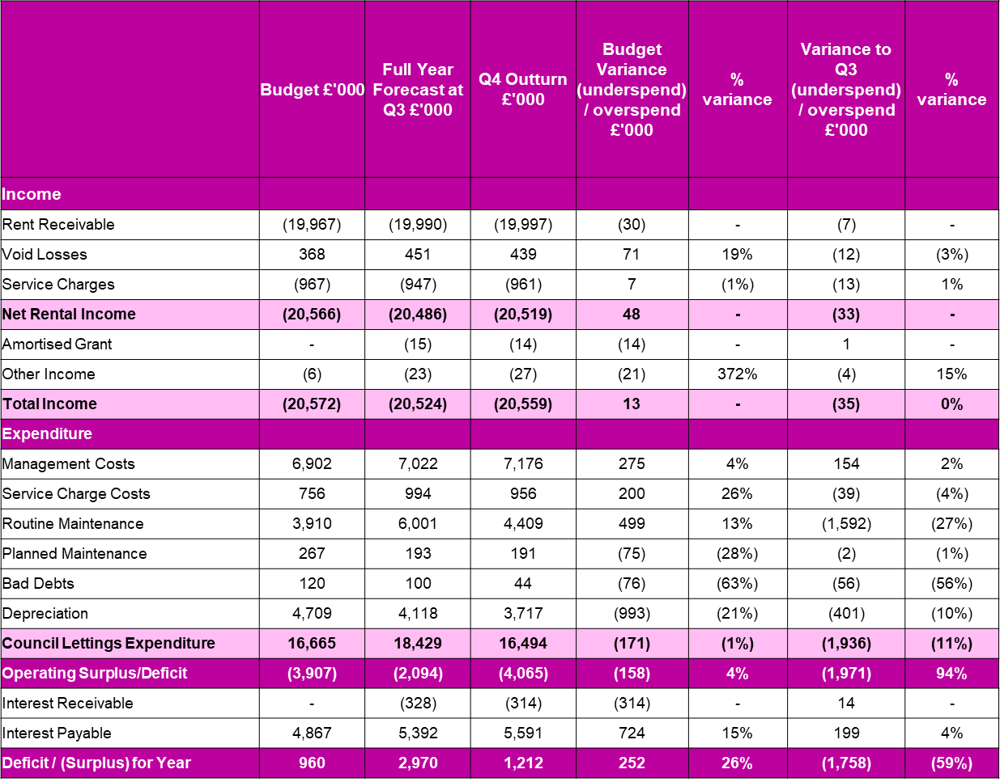 Budget £'000 | Full Year Forecast at Q3 £'000 | Q4 Outturn £'000 | Budget Variance (underspend) / overspend £'000 | % variance | Variance to Q3 (underspend) / overspend £'000 | % variance
Income
Rent Receivable | (19,967) | (19,990) | (19,997) | (30) | - | (7) | -
Void Losses | 368 | 451 | 439 | 71 | 19% | (12) | (3%)
Service Charges | (967) | (947) | (961) | 7 | (1%) | (13) | 1%
Net Rental Income | (20,566) | (20,486) | (20,519) | 48 | - | (33) | -
Amortised Grant | - | (15) | (14) | (14) | - | 1 | -
Other Income | (6) | (23) | (27) | (21) | 372% | (4) | 15%
Total Income | (20,572) | (20,524) | (20,559) | 13 | - | (35) | 0%
Expenditure
Management Costs | 6,902 | 7,022 | 7,176 | 275 | 4% | 154 | 2%
Service Charge Costs | 756 | 994 | 956 | 200 | 26% | (39) | (4%)
Routine Maintenance | 3,910 | 6,001 | 4,409 | 499 | 13% | (1,592) | (27%)
Planned Maintenance | 267 | 193 | 191 | (75) | (28%) | (2) | (1%)
Bad Debts | 120 | 100 | 44 | (76) | (63%) | (56) | (56%)
Depreciation | 4,709 | 4,118 | 3,717 | (993) | (21%) | (401) | (10%)
Council Lettings Expenditure | 16,665 | 18,429 | 16,494 | (171) | (1%) | (1,936) | (11%)
Operating Surplus/Deficit | (3,907) | (2,094) | (4,065) | (158) | 4% | (1,971) | 94%
Interest Receivable | - | (328) | (314) | (314) | - | 14 | -
Interest Payable | 4,867 | 5,392 | 5,591 | 724 | 15% | 199 | 4%
Deficit / (Surplus) for Year | 960 | 2,970 | 1,212 | 252 | 26% | (1,758) | (59%)